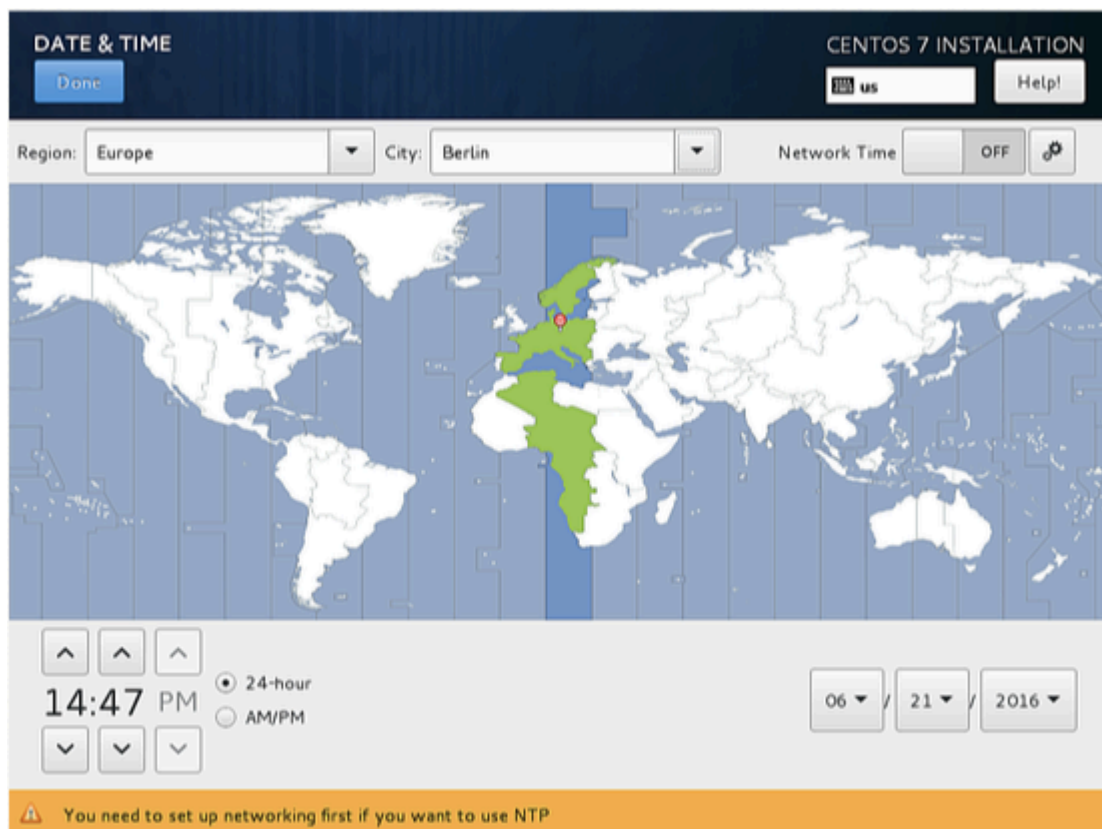 DATE & TIME
CENTOS 7 INSTALLATION
Done
us
Help!
Region: Europe City: Berlin Network Time OFF
14:47 PM
24-hour
AM/PM
06 / 21 / 2016
You need to set up networking first if you want to use NTP